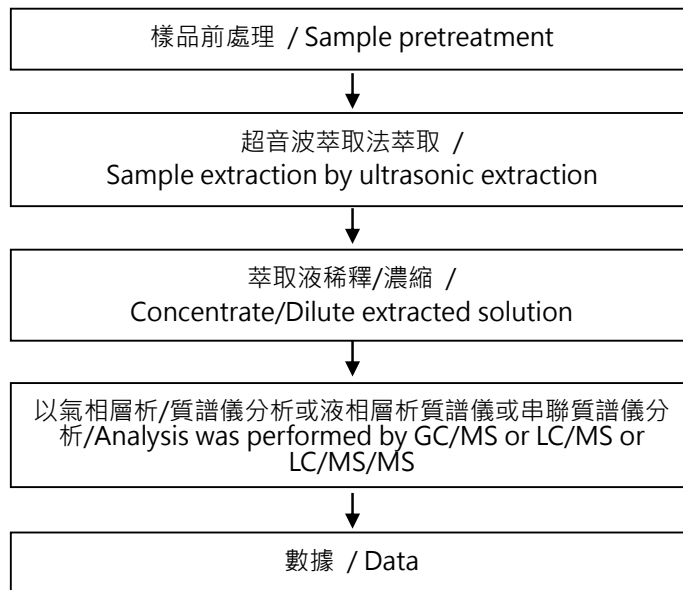 樣品前處理 / Sample pretreatment
超音波萃取法萃取 /
Sample extraction by ultrasonic extraction
萃取液稀釋/濃縮 /
Concentrate/Dilute extracted solution
以氣相層析/質譜儀分析或液相層析質譜儀或串聯質譜儀分
析/Analysis was performed by GC/MS or LC/MS or
LC/MS/MS
數據 / Data